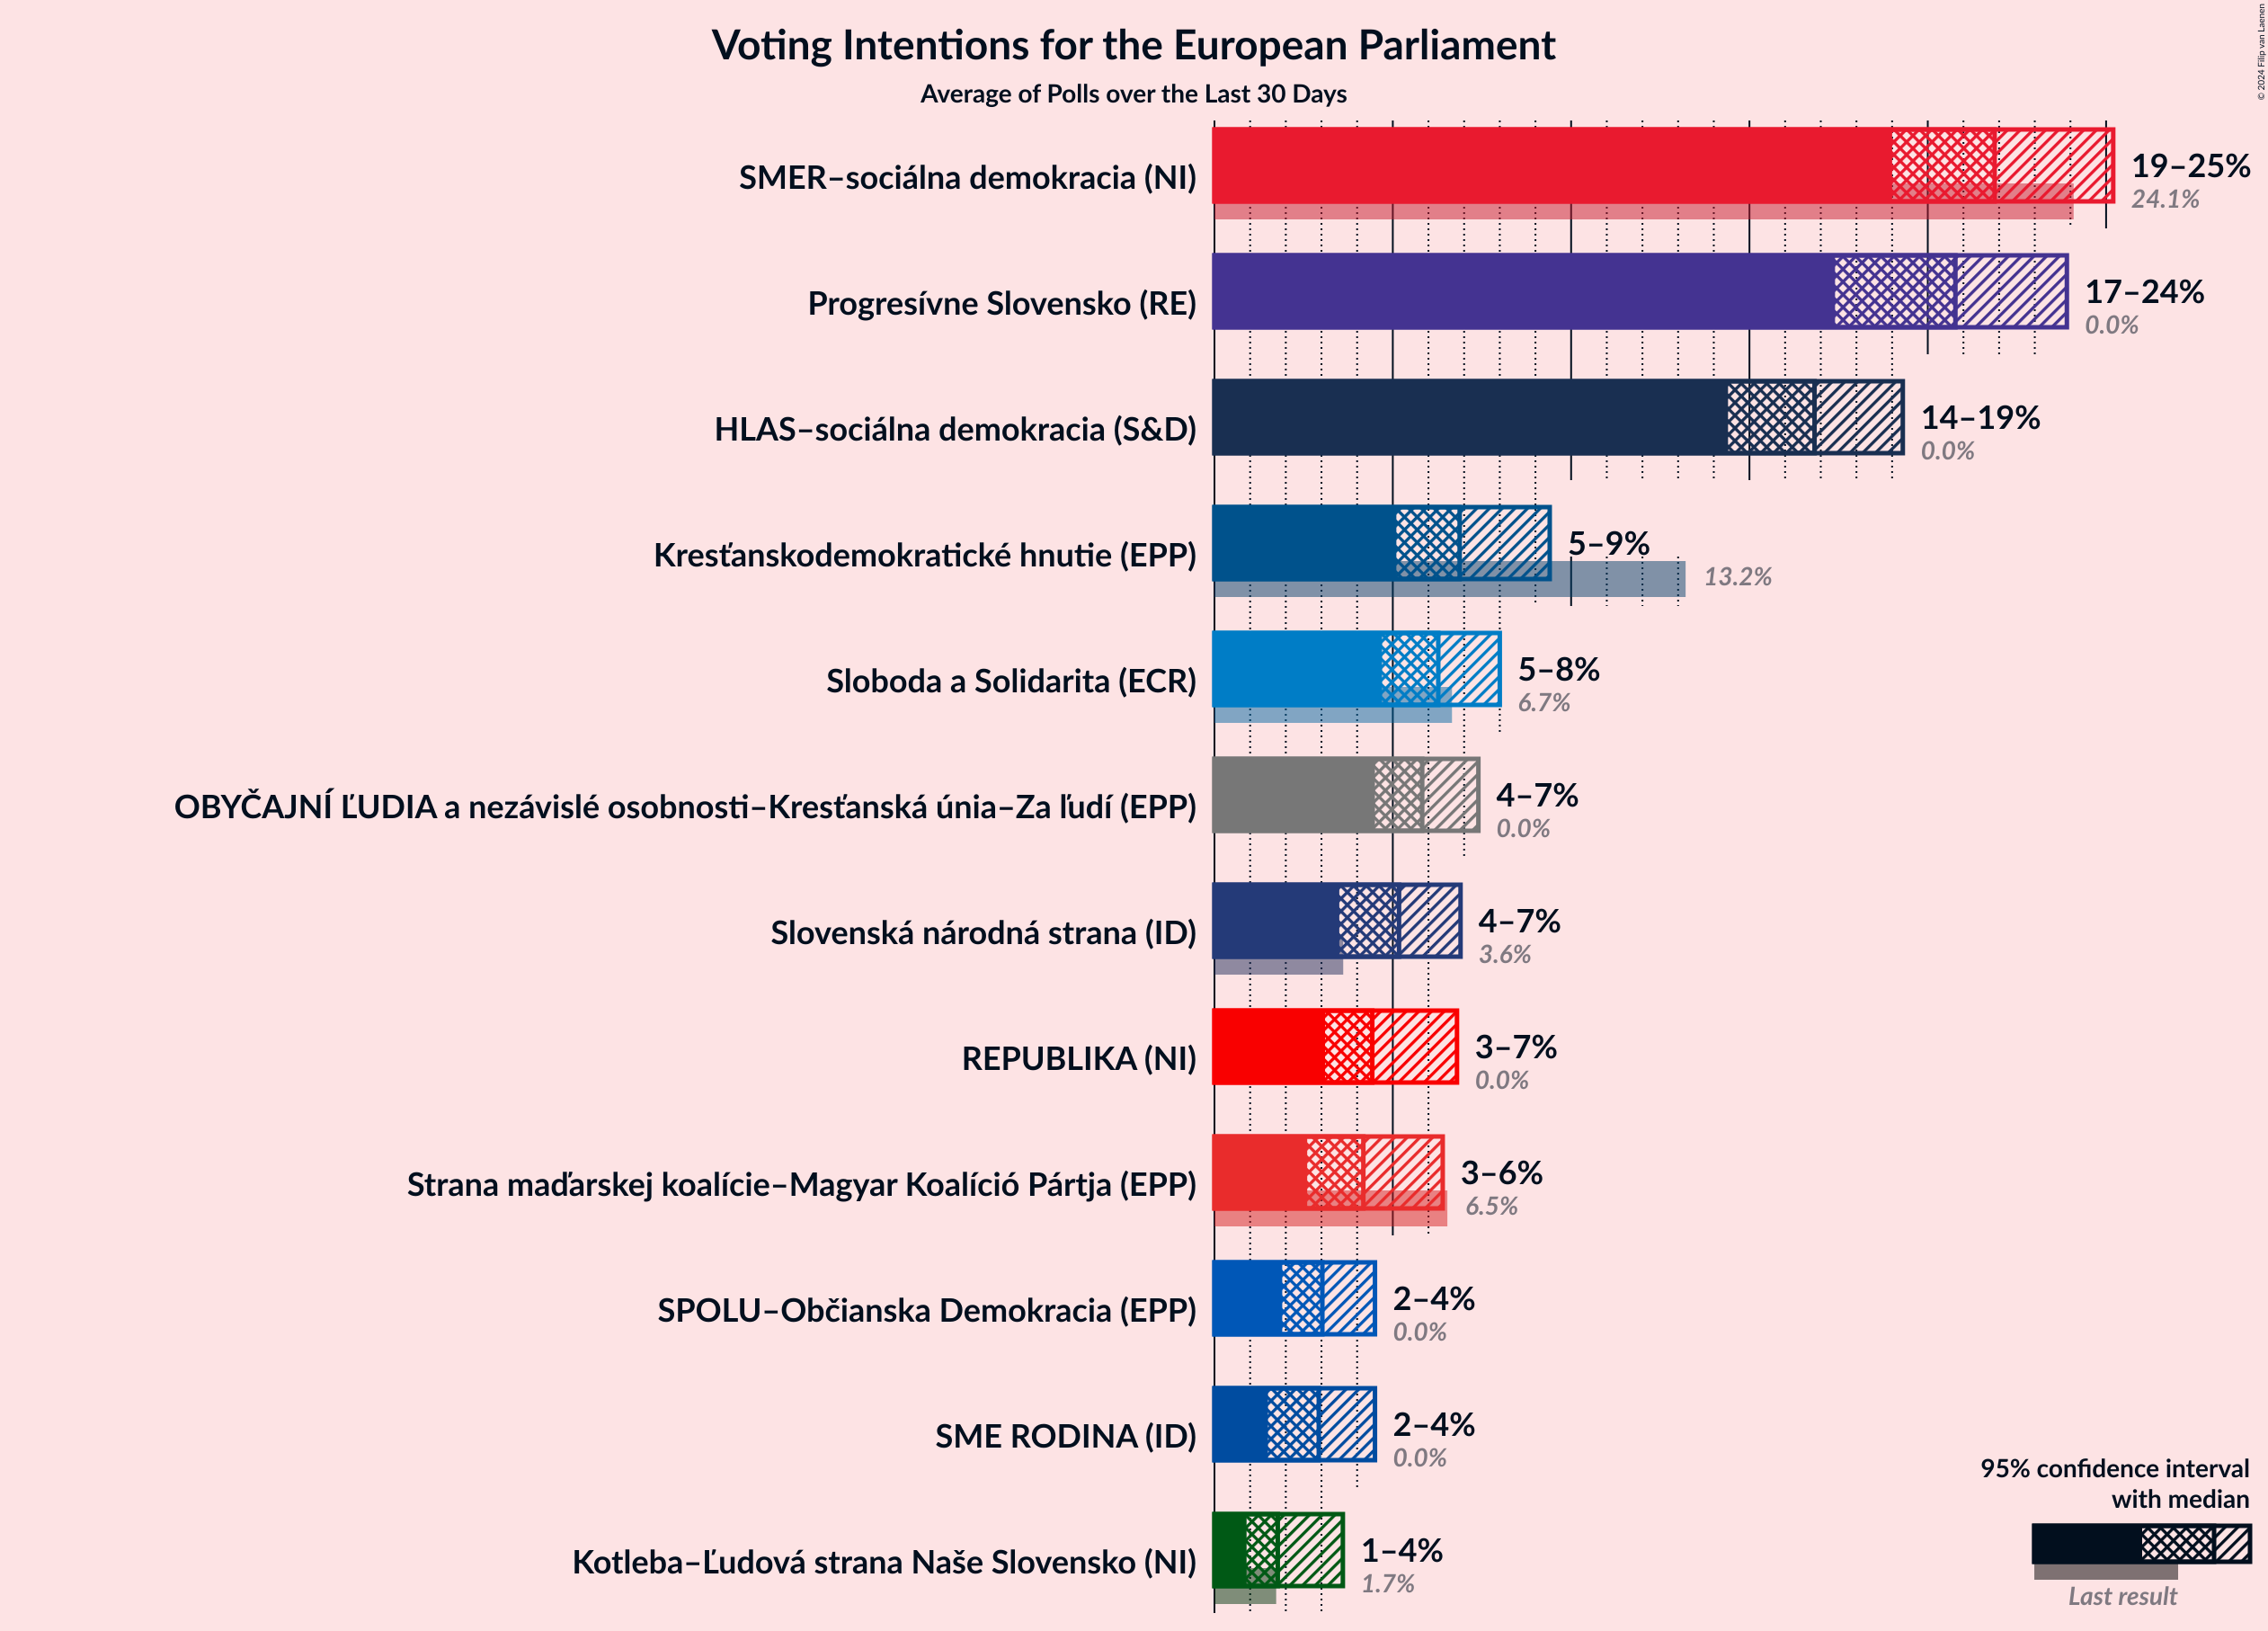 Voting Intentions for the European Parliament
Average of Polls over the Last 30 Days
© 2024 Filip van Laenen
SMER–sociálna demokracia (NI)
19–25%
24.1%
Progresívne Slovensko (RE)
17–24%
0.0%
HLAS–sociálna demokracia (S&D)
14–19%
0.0%
Kresťanskodemokratické hnutie (EPP)
5–9%
13.2%
Sloboda a Solidarita (ECR)
5–8%
6.7%
OBYČAJNÍ ĽUDIA a nezávislé osobnosti–Kresťanská únia–Za ľudí (EPP)
4–7%
0.0%
Slovenská národná strana (ID)
4–7%
3.6%
REPUBLIKA (NI)
3–7%
0.0%
Strana maďarskej koalície–Magyar Koalíció Pártja (EPP)
3–6%
6.5%
SPOLU–Občianska Demokracia (EPP)
2–4%
0.0%
SME RODINA (ID)
2–4%
0.0%
Kotleba–Ľudová strana Naše Slovensko (NI)
1–4%
1.7%
95% confidence interval
with median
Last result